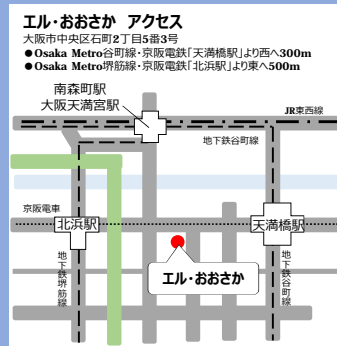 エル・おおさか アクセス
大阪市中央区石町2丁目5番3号
●Osaka Metro谷町線・京阪電鉄「天満橋駅」より西へ300m
●Osaka Metro堺筋線・京阪電鉄「北浜駅」より東へ500m
南森町駅
大阪天満宮駅
JR東西線
地下鉄谷町線
京阪電車
北浜駅
天満橋駅
エル・おおさか
地下鉄堺筋線
地下鉄谷町線